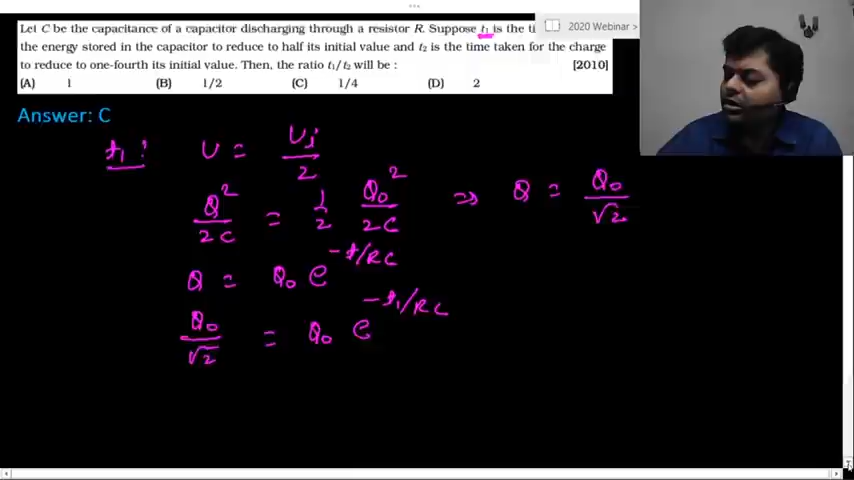 2020 Webinar >
Let C be the capacitance of a capacitor discharging through a resistor R. Suppose t₁ is the
the energy stored in the capacitor to reduce to half its initial value and t₂ is the time taken for the charge
to reduce to one-fourth its initial value. Then, the ratio t₁/t₂ will be : [2010]
(A) 1 (B) 1/2 (C) 1/4 (D) 2
Answer: C
t₁ : U = Uᵢ/2
Q²/2C = 1/2 Q₀²/2C ⇒ Q = Q₀/√2
Q = Q₀ e^(-t/RC)
Q₀/√2 = Q₀ e^(-t₁/RC)